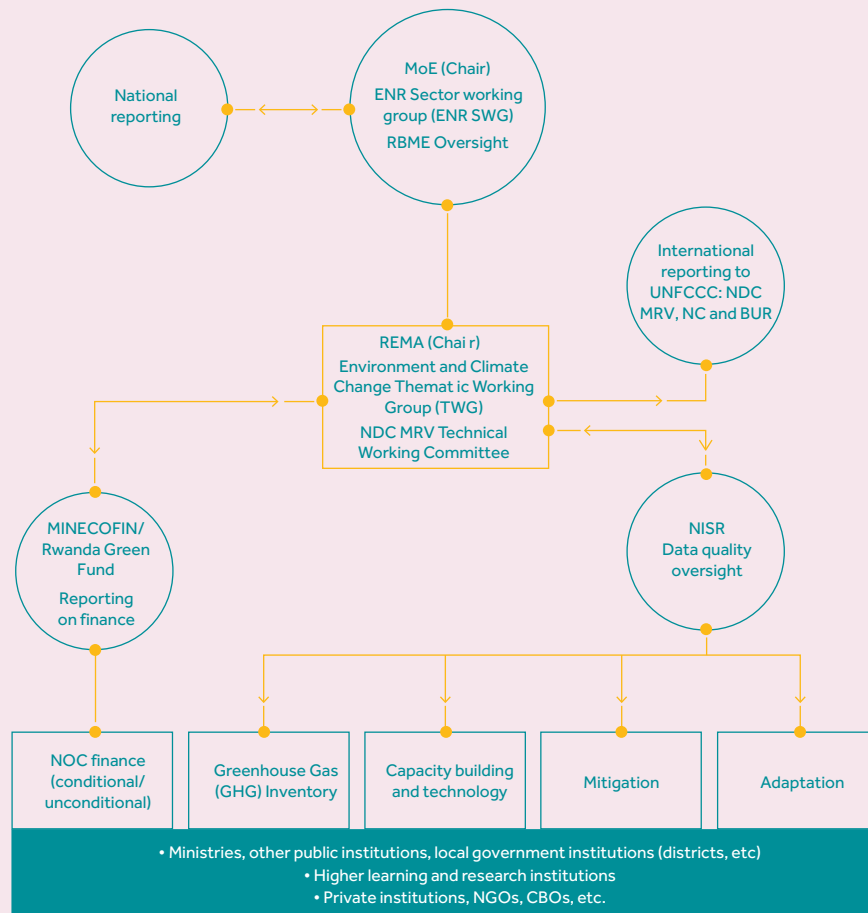 National
reporting
MoE (Chair)
ENR Sector working
group (ENR SWG)
RBME Oversight
International
reporting to
UNFCCC: NDC
MRV, NC and BUR
REMA (Chai r)
Environment and Climate
Change Themat ic Working
Group (TWG)
NDC MRV Technical
Working Committee
MINECOFIN/
Rwanda Green
Fund
Reporting
on finance
NISR
Data quality
oversight
NOC finance
(conditional/
unconditional)
Greenhouse Gas
(GHG) Inventory
Capacity building
and technology
Mitigation
Adaptation
• Ministries, other public institutions, local government institutions (districts, etc)
• Higher learning and research institutions
• Private institutions, NGOs, CBOs, etc.